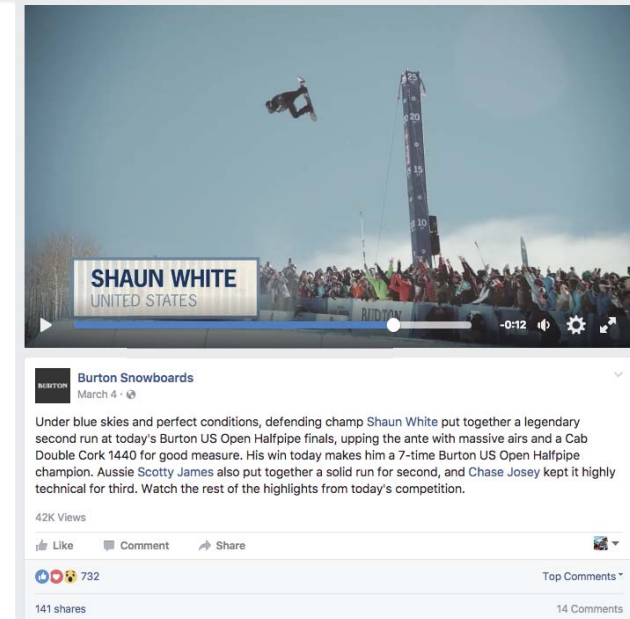 25
20
15
10
SHAUN WHITE
UNITED STATES
BURTON
-0:12
BURTON
Burton Snowboards
March 4 ·
Under blue skies and perfect conditions, defending champ Shaun White put together a legendary
second run at today's Burton US Open Halfpipe finals, upping the ante with massive airs and a Cab
Double Cork 1440 for good measure. His win today makes him a 7-time Burton US Open Halfpipe
champion. Aussie Scotty James also put together a solid run for second, and Chase Josey kept it highly
technical for third. Watch the rest of the highlights from today's competition.
42K Views
Like Comment Share
732 Top Comments
141 shares 14 Comments